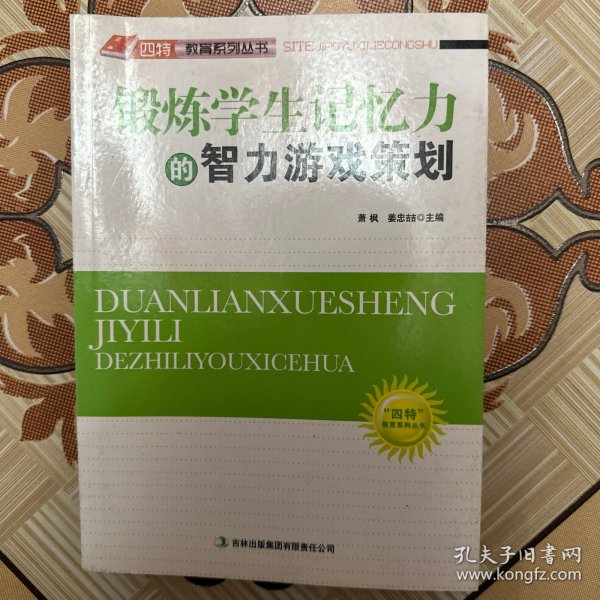 四特 教育系列丛书 SITE JIAOYUXILIECONGSHU
锻炼学生记忆力
的智力游戏策划
萧枫 姜忠喆◎主编
DUANLIANXUESHENG
JIYILI
DEZHILIYOUXICEHUA
“四特”
教育系列丛书
吉林出版集团有限责任公司
孔夫子旧书网
www.kongfz.com